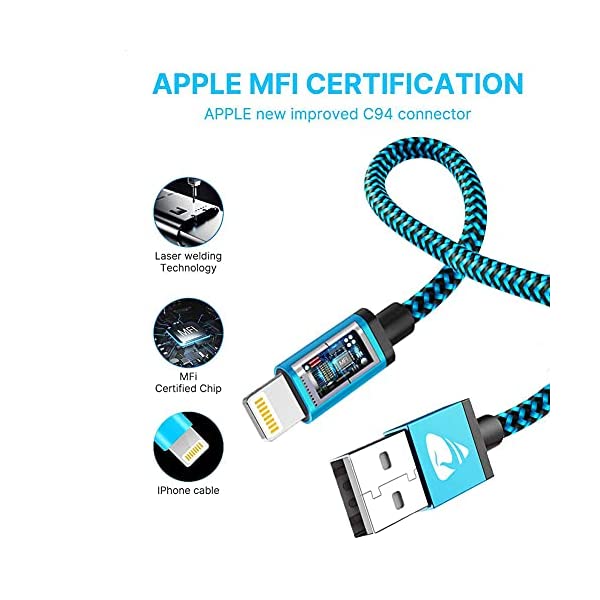 APPLE MFI CERTIFICATION
APPLE new improved C94 connector
Laser welding
Technology
MFI
MFi
Certified Chip
IPhone cable